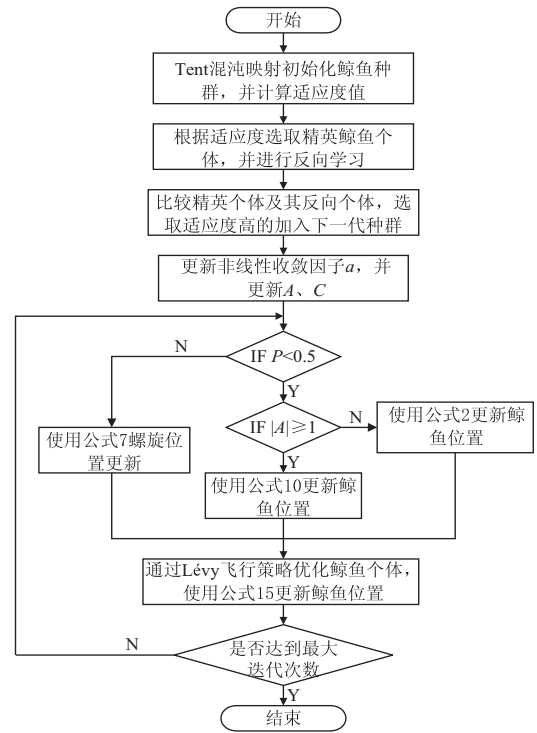 开始
Tent混沌映射初始化鲸鱼种
群，并计算适应度值
根据适应度选取精英鲸鱼个
体，并进行反向学习
比较精英个体及其反向个体，选
取适应度高的加入下一代种群
更新非线性收敛因子a，并
更新A、C
N
IF P<0.5
Y
IF |A|≥1
N
使用公式2更新鲸
鱼位置
使用公式7螺旋位
置更新
Y
使用公式10更新鲸
鱼位置
通过Lévy飞行策略优化鲸鱼个体，
使用公式15更新鲸鱼位置
N
是否达到最大
迭代次数
Y
结束